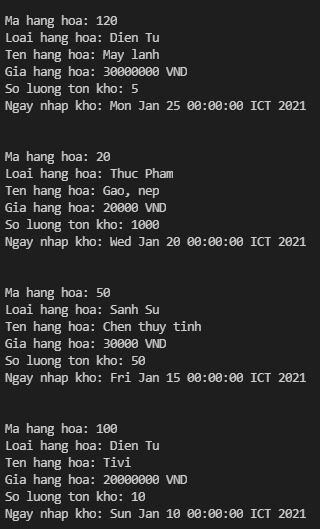 Ma hang hoa: 120
Loai hang hoa: Dien Tu
Ten hang hoa: May lanh
Gia hang hoa: 30000000 VND
So luong ton kho: 5
Ngay nhap kho: Mon Jan 25 00:00:00 ICT 2021
Ma hang hoa: 20
Loai hang hoa: Thuc Pham
Ten hang hoa: Gao, nep
Gia hang hoa: 20000 VND
So luong ton kho: 1000
Ngay nhap kho: Wed Jan 20 00:00:00 ICT 2021
Ma hang hoa: 50
Loai hang hoa: Sanh Su
Ten hang hoa: Chen thuy tinh
Gia hang hoa: 30000 VND
So luong ton kho: 50
Ngay nhap kho: Fri Jan 15 00:00:00 ICT 2021
Ma hang hoa: 100
Loai hang hoa: Dien Tu
Ten hang hoa: Tivi
Gia hang hoa: 20000000 VND
So luong ton kho: 10
Ngay nhap kho: Sun Jan 10 00:00:00 ICT 2021